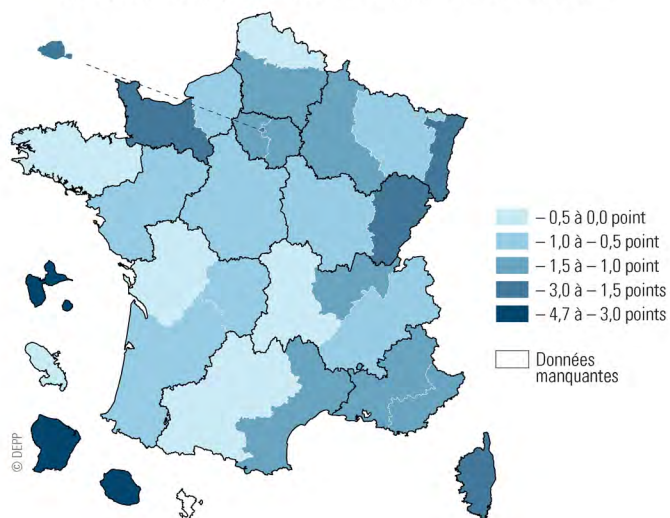 – 0,5 à 0,0 point
– 1,0 à – 0,5 point
– 1,5 à – 1,0 point
– 3,0 à – 1,5 points
– 4,7 à – 3,0 points
Données
manquantes
© DEPP